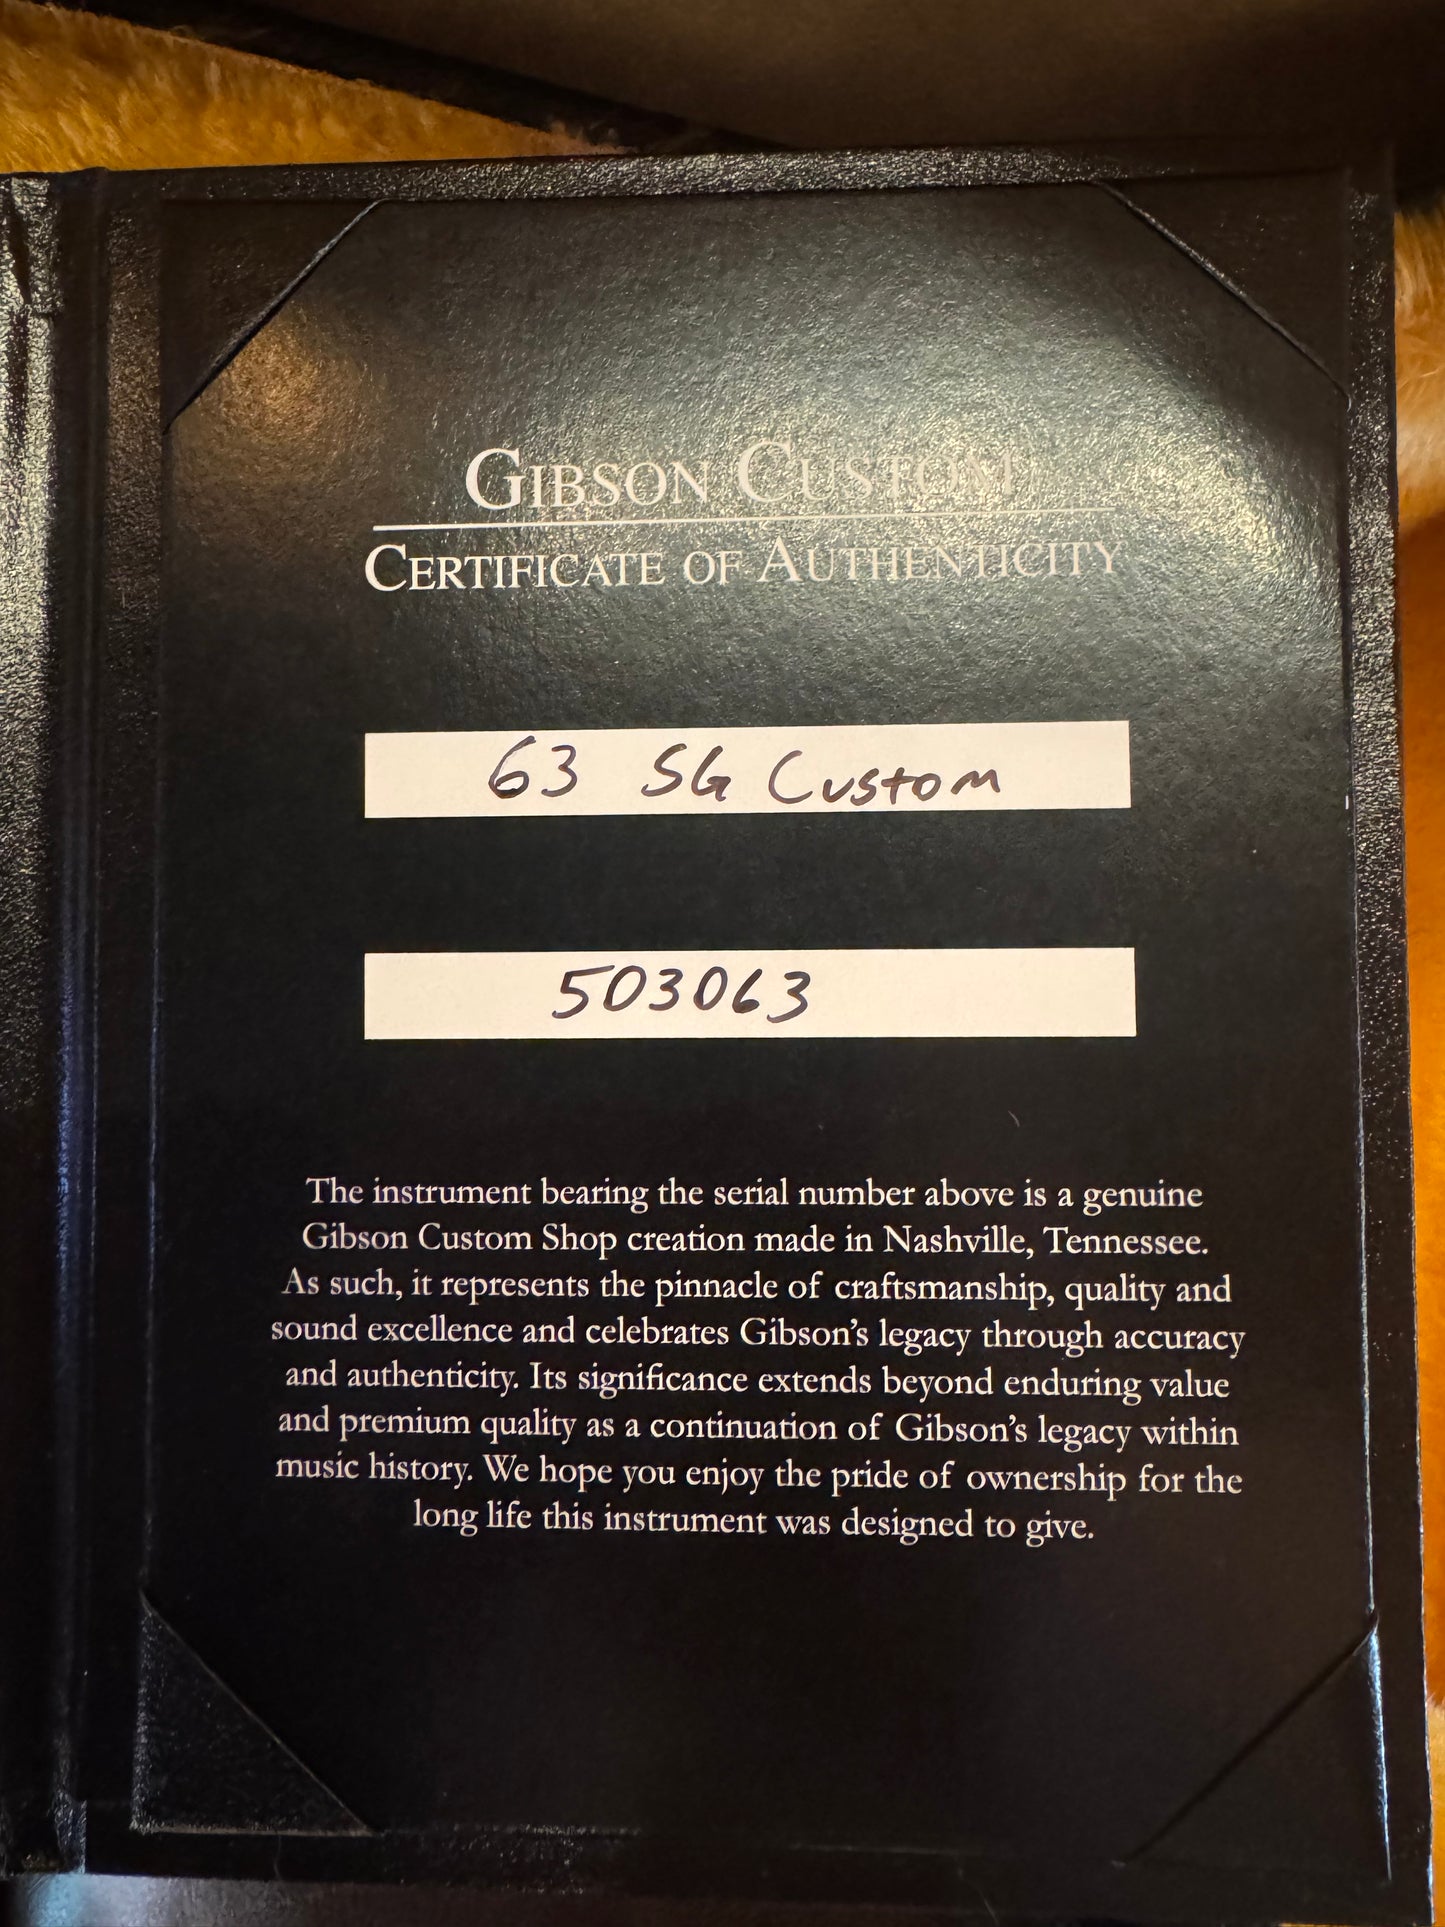 GIBSON CUSTOM
CERTIFICATE OF AUTHENTICITY
63 SG Custom
503063
The instrument bearing the serial number above is a genuine
Gibson Custom Shop creation made in Nashville, Tennessee.
As such, it represents the pinnacle of craftsmanship, quality and
sound excellence and celebrates Gibson’s legacy through accuracy
and authenticity. Its significance extends beyond enduring value
and premium quality as a continuation of Gibson’s legacy within
music history. We hope you enjoy the pride of ownership for the
long life this instrument was designed to give.